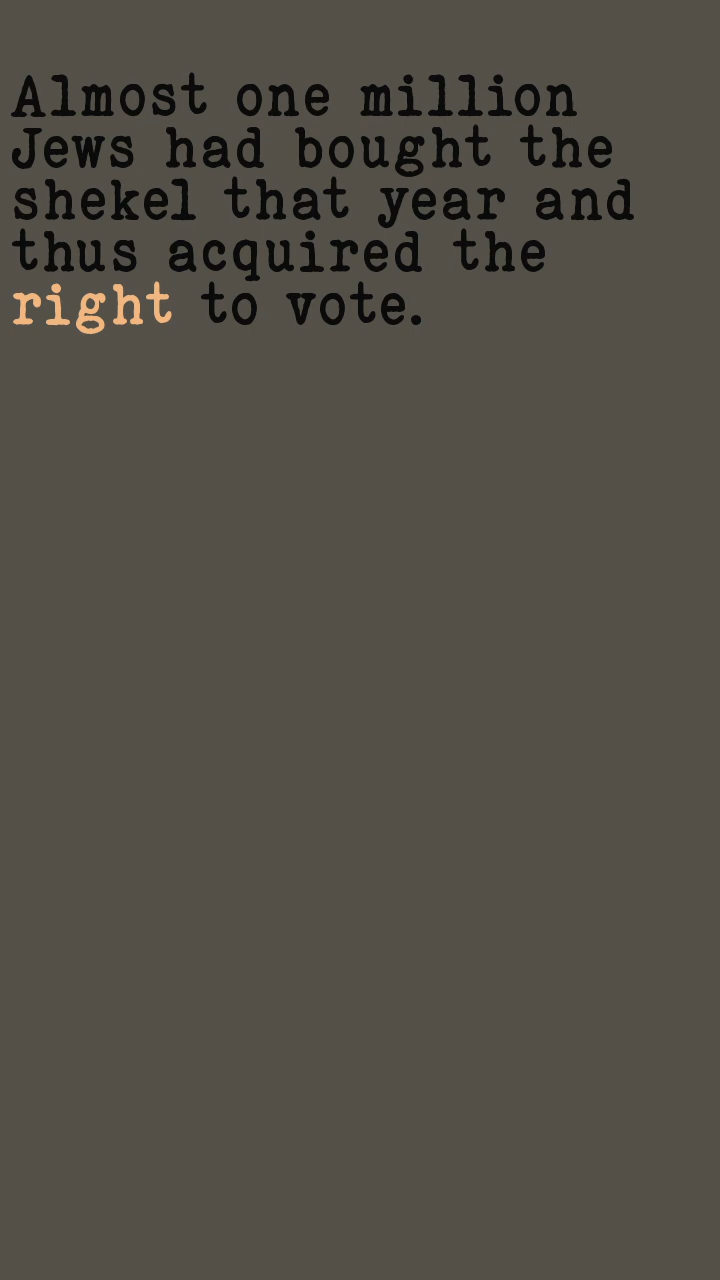 Almost one million
Jews had bought the
shekel that year and
thus acquired the
right to vote.